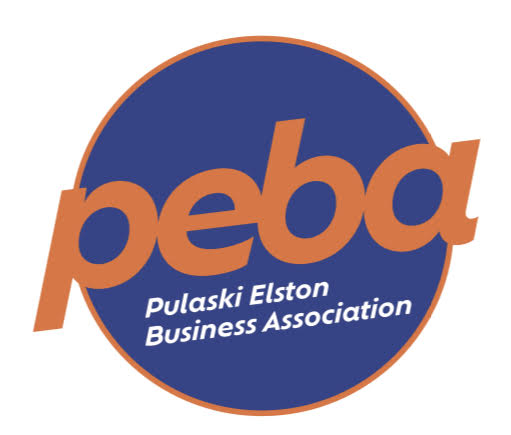 peba
Pulaski Elston
Business Association